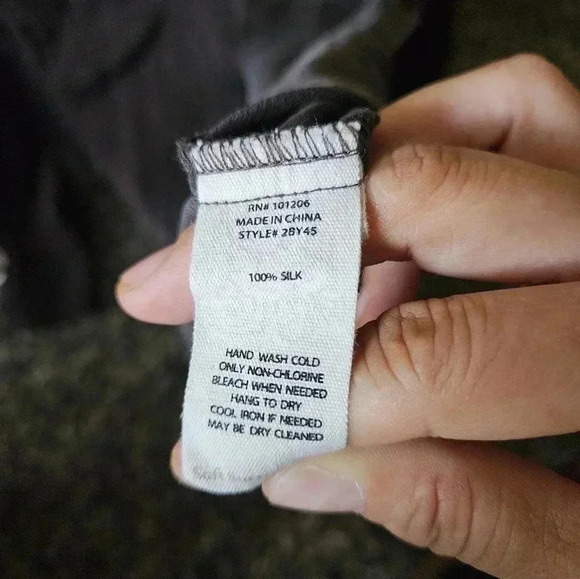 RN# 101206
MADE IN CHINA
STYLE# 2BY45
100% SILK
HAND WASH COLD
ONLY NON-CHLORINE
BLEACH WHEN NEEDED
HANG TO DRY
COOL IRON IF NEEDED
MAY BE DRY CLEANED